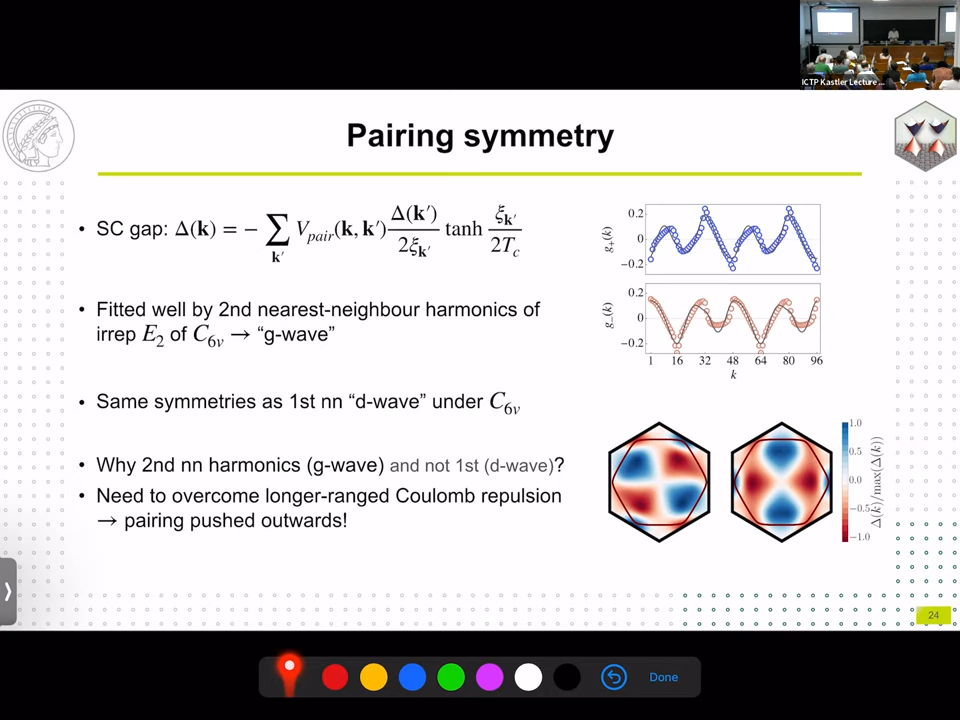 ICTP Kastler Lecture ...
Pairing symmetry
• SC gap: Δ(k) = − ∑k′ Vpair(k, k′) Δ(k′)/2ξk′ tanh ξk′/2Tc
• Fitted well by 2nd nearest-neighbour harmonics of
irrep E2 of C6v → “g-wave”
• Same symmetries as 1st nn “d-wave” under C6v
• Why 2nd nn harmonics (g-wave) and not 1st (d-wave)?
• Need to overcome longer-ranged Coulomb repulsion
→ pairing pushed outwards!
g+(k)
0.2
0
−0.2
g−(k)
0.2
0
−0.2
1 16 32 48 64 80 96
k
1.0
0.5
0.0
−0.5
−1.0
Δ(k)/max(Δ(k))
24
Done